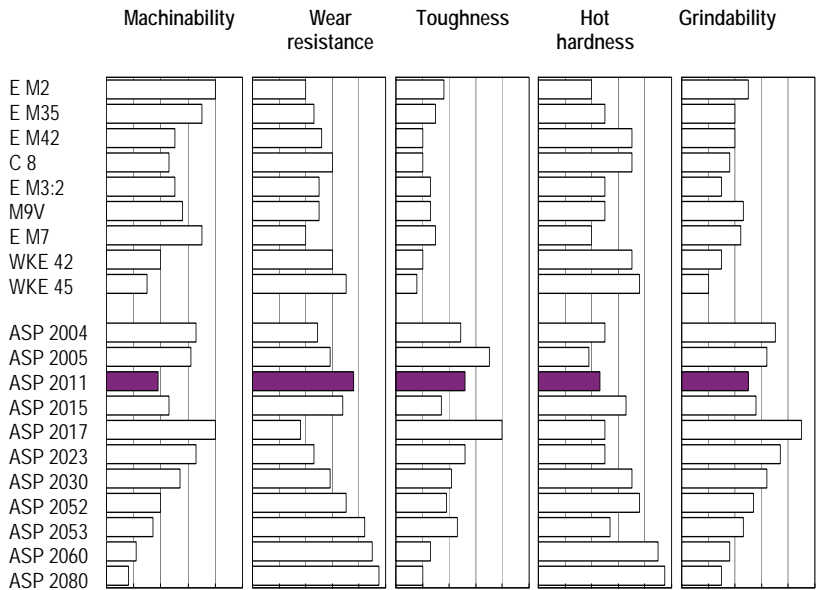 Machinability Wear resistance Toughness Hot hardness Grindability
E M2
E M35
E M42
C 8
E M3:2
M9V
E M7
WKE 42
WKE 45
ASP 2004
ASP 2005
ASP 2011
ASP 2015
ASP 2017
ASP 2023
ASP 2030
ASP 2052
ASP 2053
ASP 2060
ASP 2080